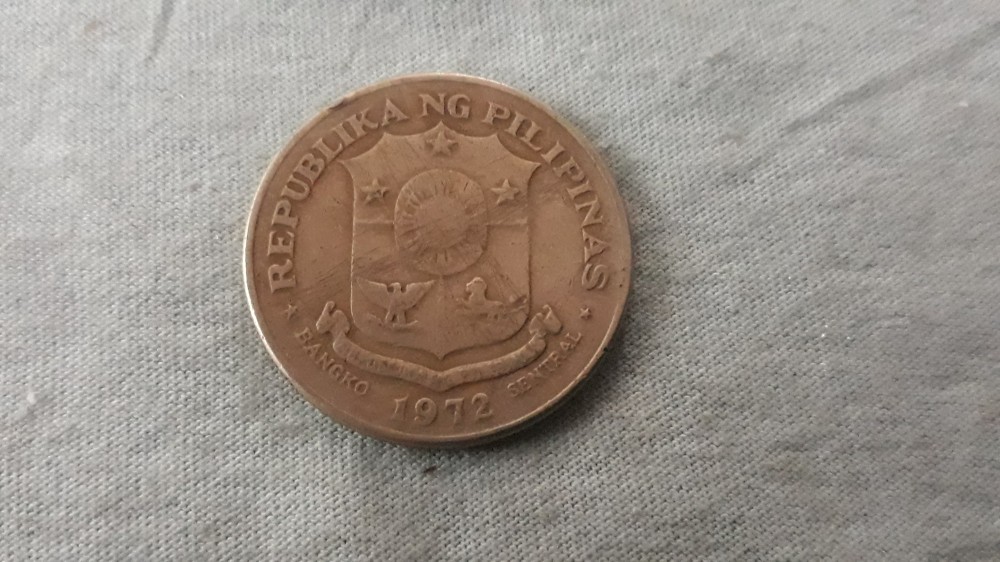 REPUBLIKA NG PILIPINAS
BANGKO SENTRAL
1972